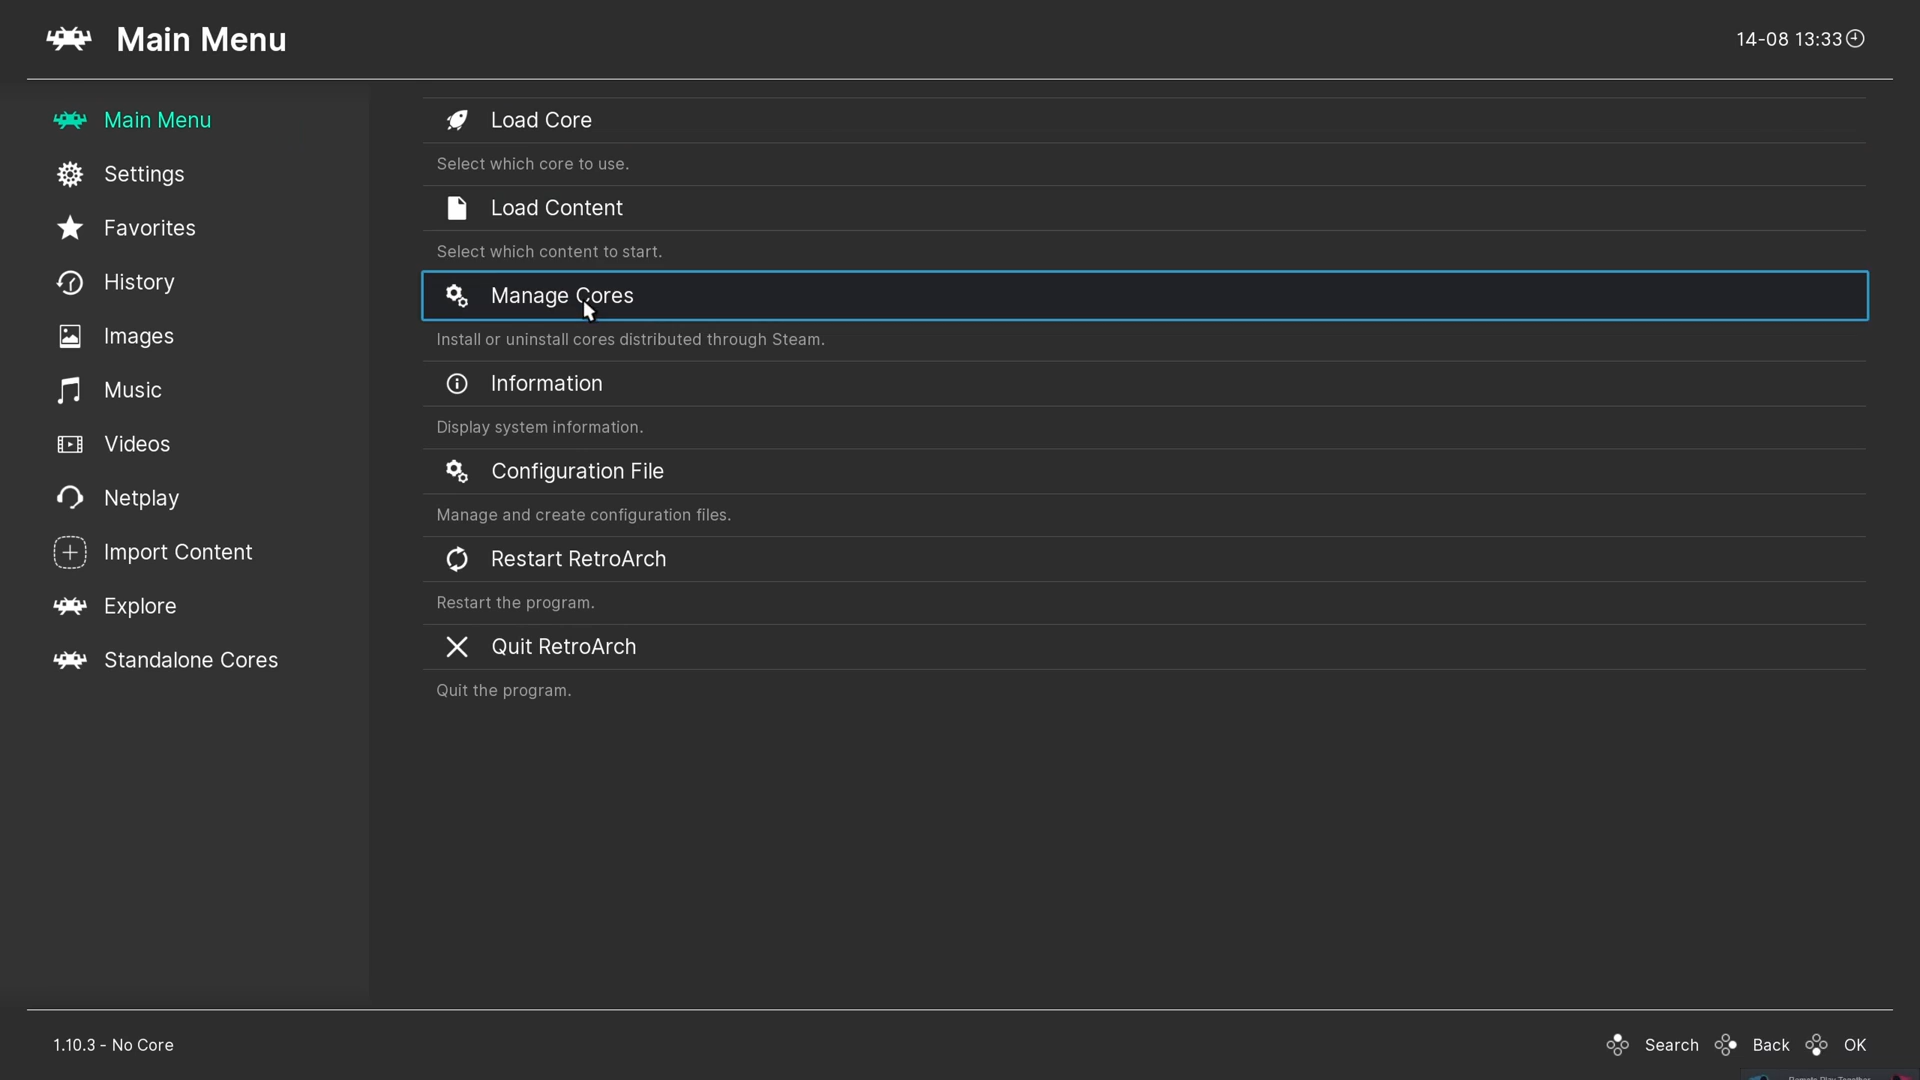 Main Menu
14-08 13:33
Main Menu
Settings
Favorites
History
Images
Music
Videos
Netplay
Import Content
Explore
Standalone Cores
Load Core
Select which core to use.
Load Content
Select which content to start.
Manage Cores
Install or uninstall cores distributed through Steam.
Information
Display system information.
Configuration File
Manage and create configuration files.
Restart RetroArch
Restart the program.
Quit RetroArch
Quit the program.
1.10.3 - No Core
Search Back OK